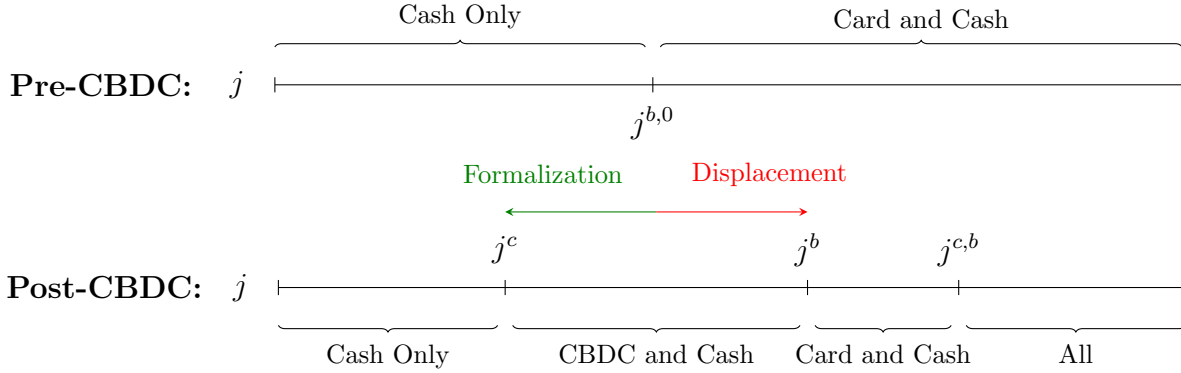 Cash Only Card and Cash
Pre-CBDC: j
j^{b,0}
Formalization Displacement
j^c j^b j^{c,b}
Post-CBDC: j
Cash Only CBDC and Cash Card and Cash All